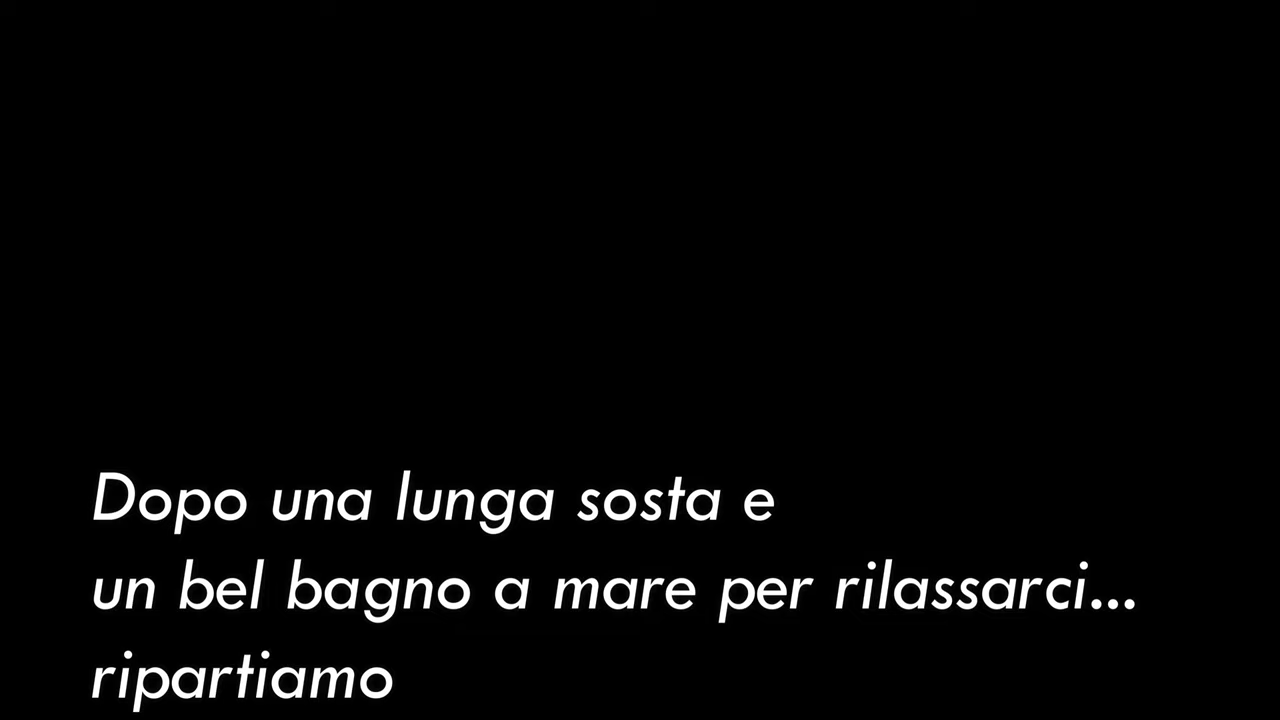 Dopo una lunga sosta e
un bel bagno a mare per rilassarci...
ripartiamo